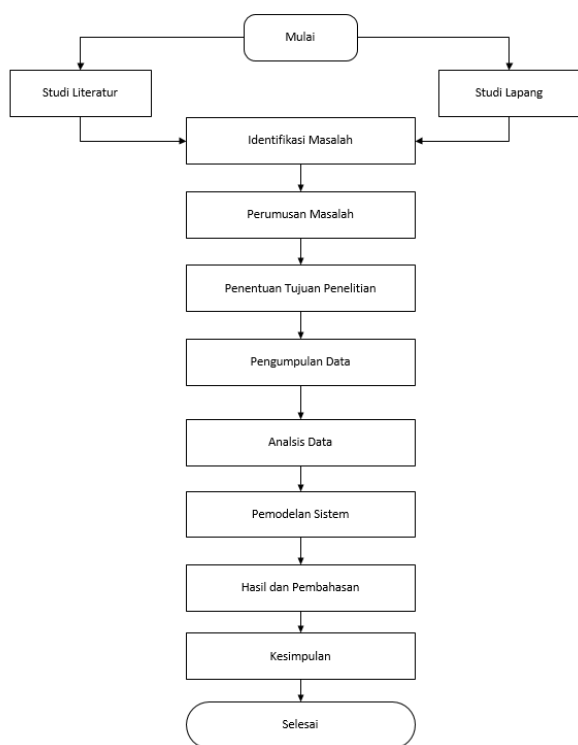 Mulai
Studi Literatur
Studi Lapang
Identifikasi Masalah
Perumusan Masalah
Penentuan Tujuan Penelitian
Pengumpulan Data
Analsis Data
Pemodelan Sistem
Hasil dan Pembahasan
Kesimpulan
Selesai